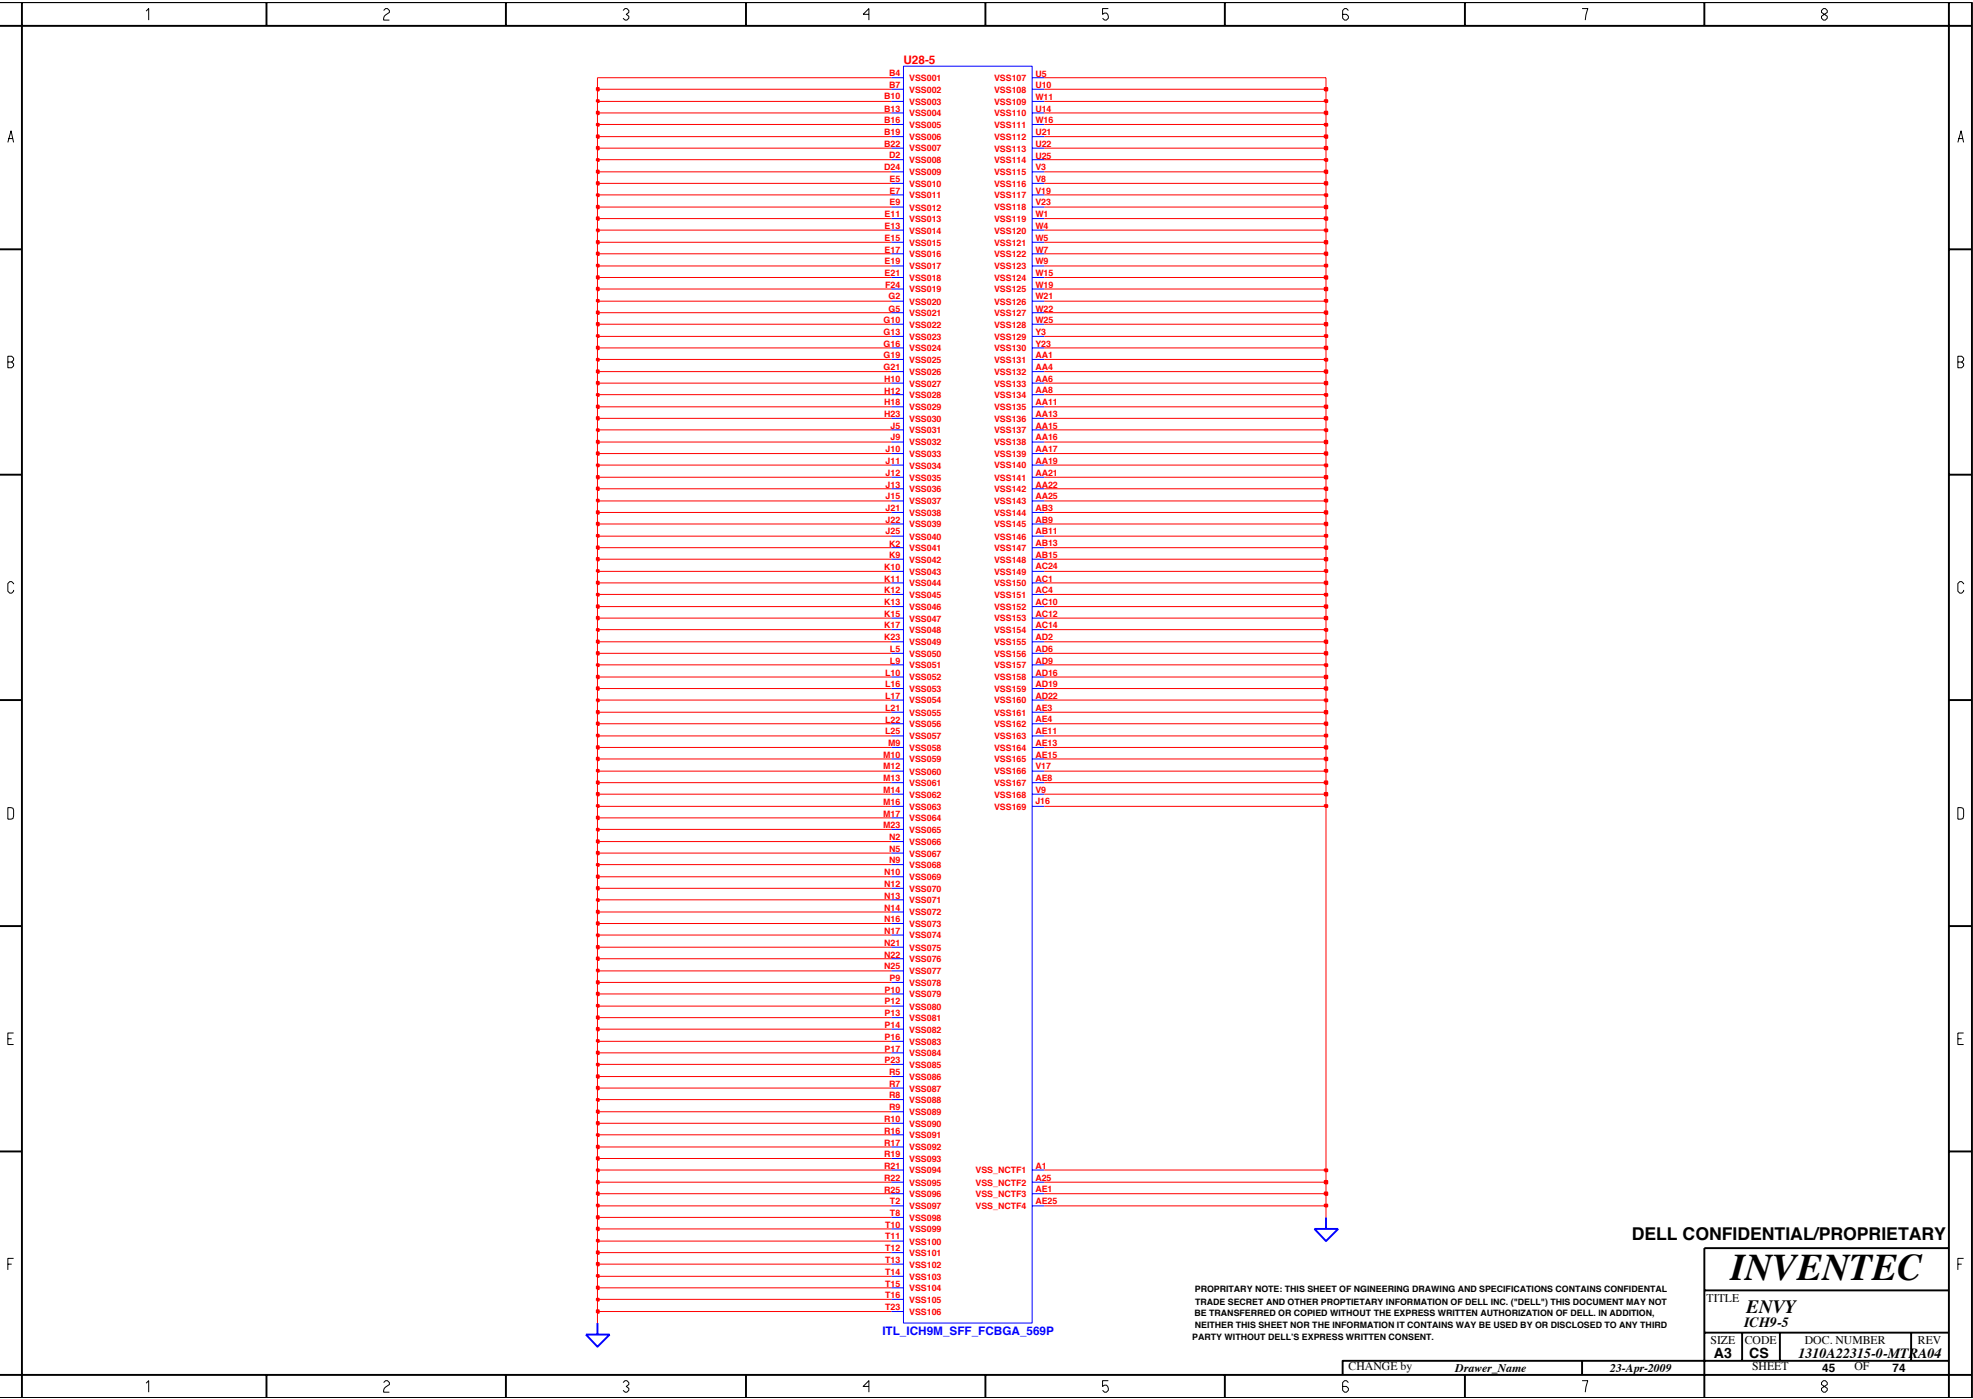 1 2 3 4 5 6 7 8
U28-5
B4 VSS001 VSS107 U5
B7 VSS002 VSS108 U10
B10 VSS003 VSS109 W11
B13 VSS004 VSS110 U14
B16 VSS005 VSS111 W16
B19 VSS006 VSS112 U21
B22 VSS007 VSS113 U22
D2 VSS008 VSS114 U25
D24 VSS009 VSS115 V3
E5 VSS010 VSS116 V8
E7 VSS011 VSS117 V19
E9 VSS012 VSS118 V23
E11 VSS013 VSS119 W1
E13 VSS014 VSS120 W4
E15 VSS015 VSS121 W5
E17 VSS016 VSS122 W7
E19 VSS017 VSS123 W9
E21 VSS018 VSS124 W15
F24 VSS019 VSS125 W19
G2 VSS020 VSS126 W21
G5 VSS021 VSS127 W22
G10 VSS022 VSS128 W25
G13 VSS023 VSS129 Y3
G16 VSS024 VSS130 Y23
G19 VSS025 VSS131 AA1
G21 VSS026 VSS132 AA4
H10 VSS027 VSS133 AA6
H12 VSS028 VSS134 AA8
H18 VSS029 VSS135 AA11
H23 VSS030 VSS136 AA13
J5 VSS031 VSS137 AA15
J9 VSS032 VSS138 AA16
J10 VSS033 VSS139 AA17
J11 VSS034 VSS140 AA19
J12 VSS035 VSS141 AA21
J13 VSS036 VSS142 AA22
J15 VSS037 VSS143 AA25
J21 VSS038 VSS144 AB3
J22 VSS039 VSS145 AB9
J25 VSS040 VSS146 AB11
K2 VSS041 VSS147 AB13
K9 VSS042 VSS148 AB15
K10 VSS043 VSS149 AC24
K11 VSS044 VSS150 AC1
K12 VSS045 VSS151 AC4
K13 VSS046 VSS152 AC10
K15 VSS047 VSS153 AC12
K17 VSS048 VSS154 AC14
K23 VSS049 VSS155 AD2
L5 VSS050 VSS156 AD6
L9 VSS051 VSS157 AD9
L10 VSS052 VSS158 AD16
L16 VSS053 VSS159 AD19
L17 VSS054 VSS160 AD22
L21 VSS055 VSS161 AE3
L22 VSS056 VSS162 AE4
L25 VSS057 VSS163 AE11
M9 VSS058 VSS164 AE13
M10 VSS059 VSS165 AE15
M12 VSS060 VSS166 V17
M13 VSS061 VSS167 AE8
M14 VSS062 VSS168 V9
M16 VSS063 VSS169 J16
M17 VSS064
M23 VSS065
N2 VSS066
N5 VSS067
N9 VSS068
N10 VSS069
N12 VSS070
N13 VSS071
N14 VSS072
N16 VSS073
N17 VSS074
N21 VSS075
N22 VSS076
N25 VSS077
P9 VSS078
P10 VSS079
P12 VSS080
P13 VSS081
P14 VSS082
P16 VSS083
P17 VSS084
P23 VSS085
R5 VSS086
R7 VSS087
R8 VSS088
R9 VSS089
R10 VSS090
R16 VSS091
R17 VSS092
R19 VSS093
R21 VSS094 VSS_NCTF1 A1
R22 VSS095 VSS_NCTF2 A25
R25 VSS096 VSS_NCTF3 AE1
T2 VSS097 VSS_NCTF4 AE25
T8 VSS098
T10 VSS099
T11 VSS100
T12 VSS101
T13 VSS102
T14 VSS103
T15 VSS104
T16 VSS105
T23 VSS106
ITL_ICH9M_SFF_FCBGA_569P
A A
B B
C C
D D
E E
F F
DELL CONFIDENTIAL/PROPRIETARY
PROPRITARY NOTE: THIS SHEET OF NGINEERING DRAWING AND SPECIFICATIONS CONTAINS CONFIDENTAL
TRADE SECRET AND OTHER PROPTIETARY INFORMATION OF DELL INC. ("DELL") THIS DOCUMENT MAY NOT
BE TRANSFERRED OR COPIED WITHOUT THE EXPRESS WRITTEN AUTHORIZATION OF DELL. IN ADDITION,
NEITHER THIS SHEET NOR THE INFORMATION IT CONTAINS WAY BE USED BY OR DISCLOSED TO ANY THIRD
PARTY WITHOUT DELL'S EXPRESS WRITTEN CONSENT.
INVENTEC
TITLE ENVY
ICH9-5
SIZE CODE DOC. NUMBER REV
A3 CS 1310A22315-0-MTR A04
CHANGE by Drawer_Name 23-Apr-2009 SHEET 45 OF 74
1 2 3 4 5 6 7 8